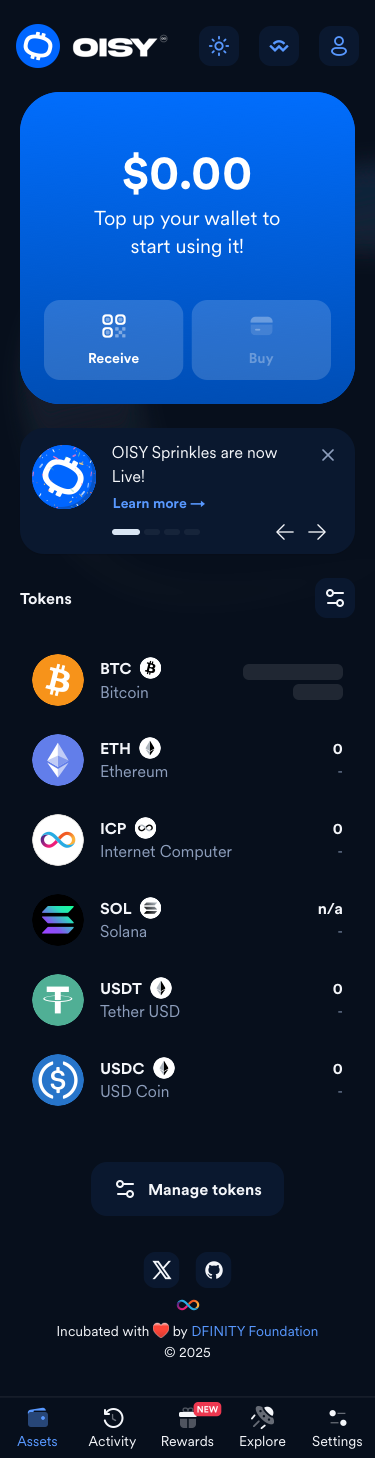 OISY
$0.00
Top up your wallet to
start using it!
Receive
Buy
OISY Sprinkles are now
Live!
Learn more →
Tokens
BTC
Bitcoin
ETH 0
Ethereum -
ICP 0
Internet Computer -
SOL n/a
Solana -
USDT 0
Tether USD -
USDC 0
USD Coin -
Manage tokens
Incubated with ❤️ by DFINITY Foundation
© 2025
NEW
Assets Activity Rewards Explore Settings